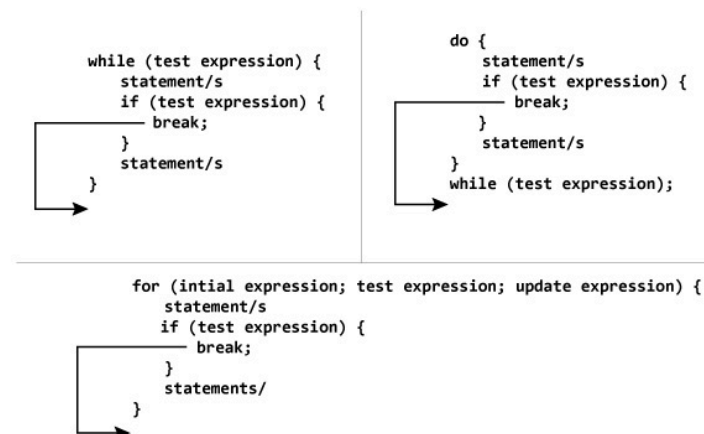 while (test expression) {
statement/s
if (test expression) {
break;
}
statement/s
}
do {
statement/s
if (test expression) {
break;
}
statement/s
}
while (test expression);
for (intial expression; test expression; update expression) {
statement/s
if (test expression) {
break;
}
statements/
}